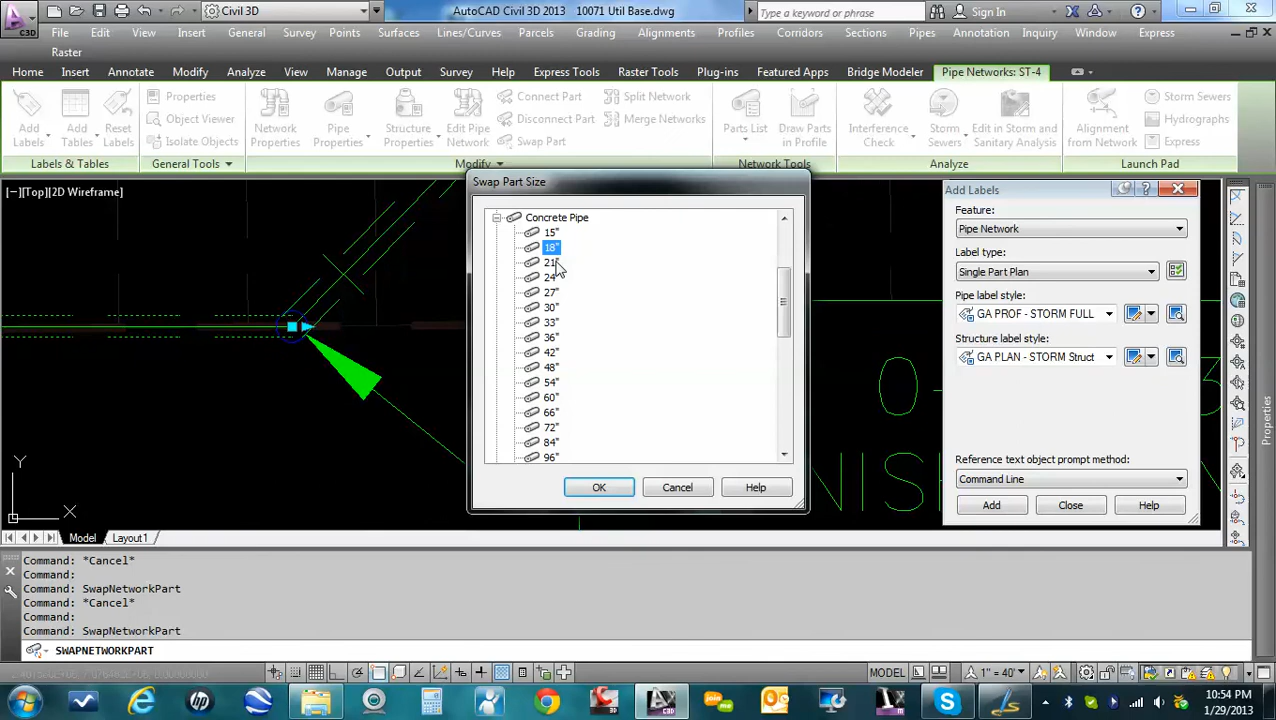 Civil 3D
AutoCAD Civil 3D 2013 10071 Util Base.dwg
Type a keyword or phrase
Sign In
C3D
File Edit View Insert General Survey Points Surfaces Lines/Curves Parcels Grading Alignments Profiles Corridors Sections Pipes Annotation Inquiry Window Express
Raster
Home Insert Annotate Modify Analyze View Manage Output Survey Help Express Tools Raster Tools Plug-ins Featured Apps Bridge Modeler Pipe Networks: ST-4
Add Labels
Add Tables
Reset Labels
Properties
Object Viewer
Isolate Objects
Network Properties
Pipe Properties
Structure Properties
Edit Pipe Network
Connect Part
Disconnect Part
Swap Part
Split Network
Merge Networks
Parts List
Draw Parts in Profile
Interference Check
Storm Sewers
Edit in Storm and Sanitary Analysis
Alignment from Network
Storm Sewers
Hydrographs
Express
Labels & Tables General Tools Modify Network Tools Analyze Launch Pad
[−][Top][2D Wireframe]
Swap Part Size
Concrete Pipe
15"
18"
21"
24"
27"
30"
33"
36"
42"
48"
54"
60"
66"
72"
84"
96"
OK Cancel Help
Add Labels
Feature:
Pipe Network
Label type:
Single Part Plan
Pipe label style:
GA PROF - STORM FULL
Structure label style:
GA PLAN - STORM Struct
Reference text object prompt method:
Command Line
Add Close Help
Y
X
Model Layout1
Command: *Cancel*
Command:
Command: SwapNetworkPart
Command: *Cancel*
Command:
Command: SwapNetworkPart
SWAPNETWORKPART
MODEL
1" = 40'
10:54 PM
1/29/2013